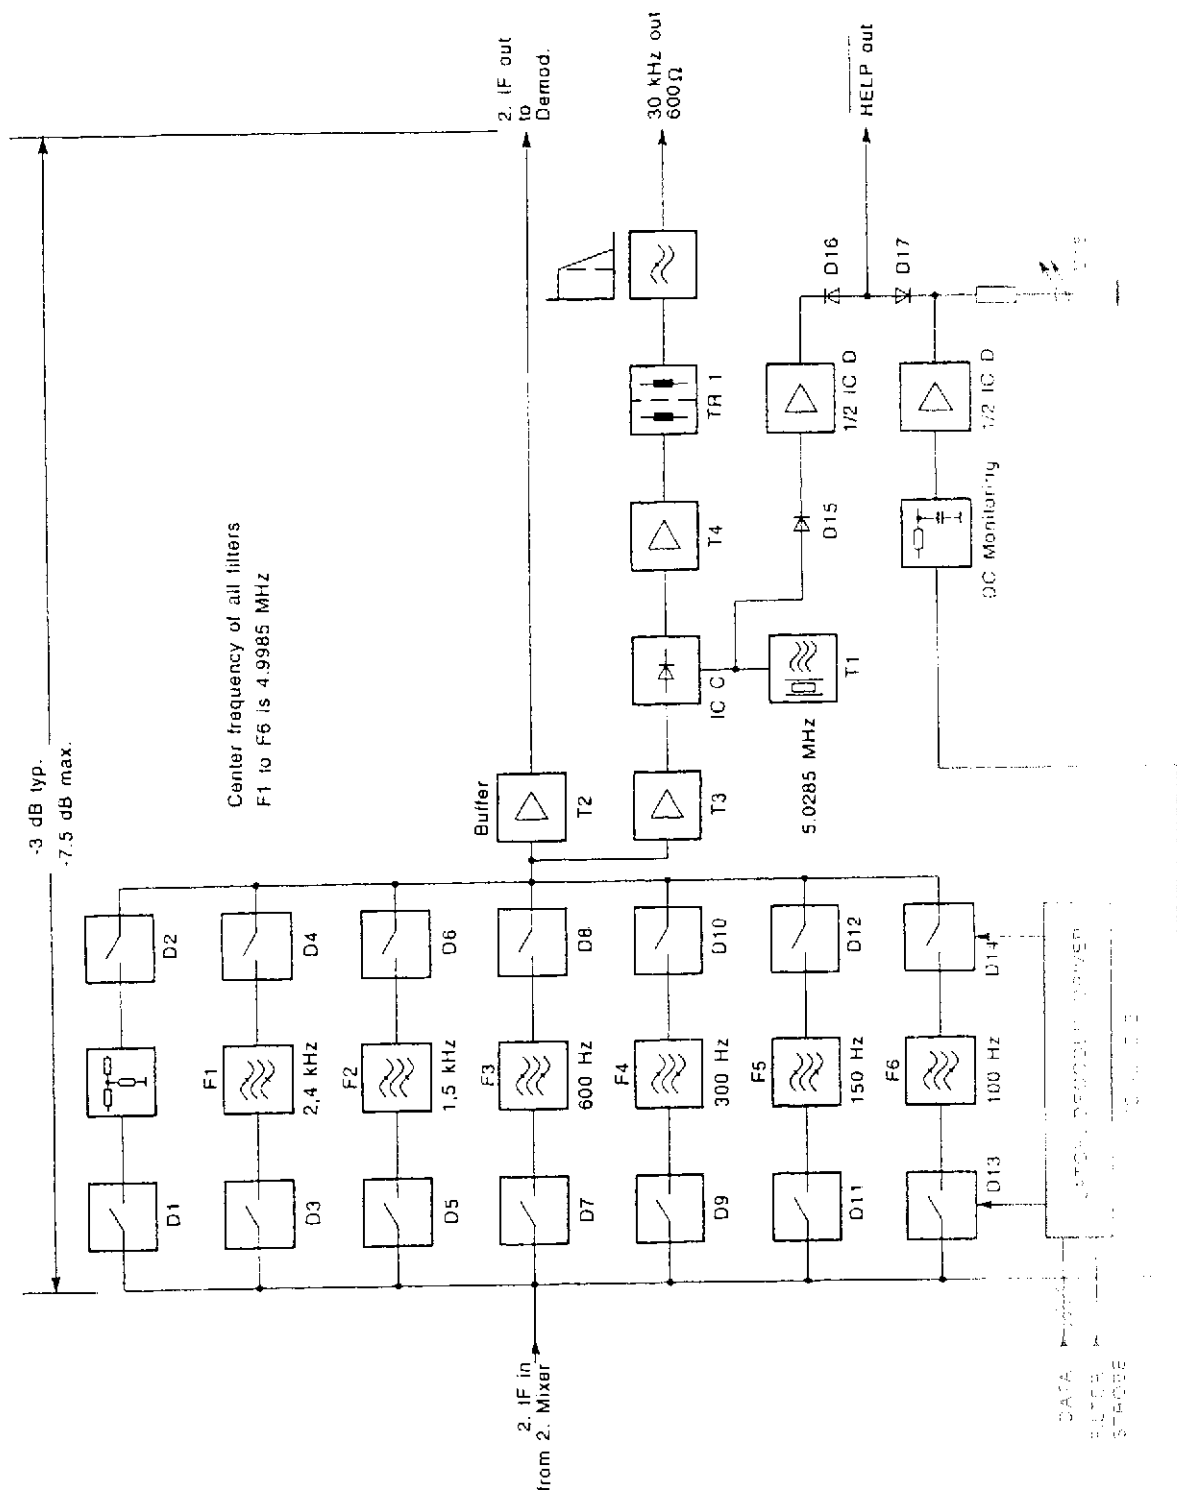 -3 dB typ.
-7.5 dB max.
Center frequency of all filters
F1 to F6 is 4.9985 MHz
2. IF in
from 2. Mixer
D1
D2
D3
F1
2,4 kHz
D4
D5
F2
1,5 kHz
D6
D7
F3
600 Hz
D8
D9
F4
300 Hz
D10
D11
F5
150 Hz
D12
D13
F6
100 Hz
D14
Buffer
T2
2. IF out
to
Demod.
T3
IC C
T4
TR 1
30 kHz out
600Ω
5.0285 MHz
T1
D15
1/2 IC D
D16
D17
HELP out
DC Monitoring
1/2 IC D
DATA
FILTER
STROBE